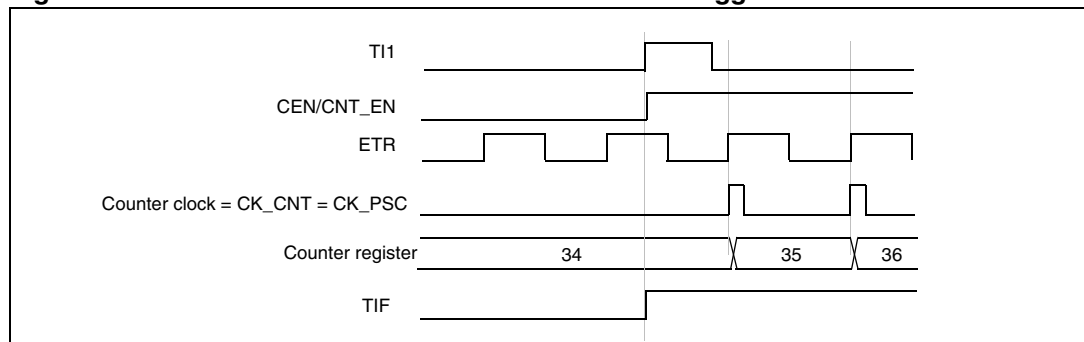 TI1
CEN/CNT_EN
ETR
Counter clock = CK_CNT = CK_PSC
Counter register
34
35
36
TIF